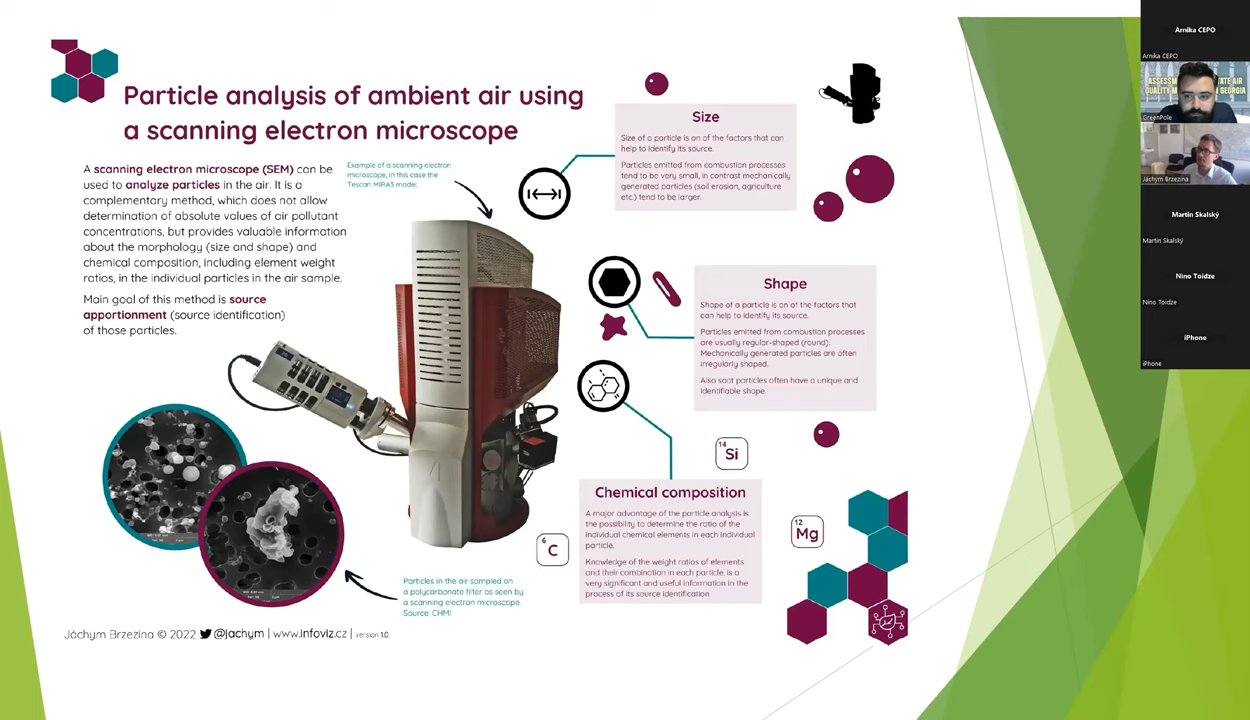 Particle analysis of ambient air using
a scanning electron microscope
A scanning electron microscope (SEM) can be
used to analyze particles in the air. It is a
complementary method, which does not allow
determination of absolute values of air pollutant
concentrations, but provides valuable information
about the morphology (size and shape) and
chemical composition, including element weight
ratios, in the individual particles in the air sample.
Main goal of this method is source
apportionment (source identification)
of those particles.
Example of a scanning electron
microscope, in this case the
Tescan MIRA3 model.
Size
Size of a particle is on of the factors that can
help to identify its source.
Particles emitted from combustion processes
tend to be very small, in contrast mechanically
generated particles (soil erosion, agriculture
etc.) tend to be larger.
Shape
Shape of a particle is on of the factors that
can help to identify its source.
Particles emitted from combustion processes
are usually regular-shaped (round).
Mechanically generated particles are often
irregularly shaped.
Also soot particles often have a unique and
identifiable shape.
14
Si
Chemical composition
A major advantage of the particle analysis is
the possibility to determine the ratio of the
individual chemical elements in each individual
particle.
Knowledge of the weight ratios of elements
and their combination in each particle, is a
very significant and useful information in the
process of its source identification.
12
Mg
6
C
Particles in the air sampled on
a polycarbonate filter as seen by
a scanning electron microscope.
Source: CHMI
Jáchym Brzezina © 2022 @jachym | www.infoviz.cz | version 1.0
Arnika CEPO
Arnika CEPO
GreenPole
Jáchym Brzezina
Martin Skalský
Martin Skalský
Nino Toidze
Nino Toidze
iPhone
iPhone